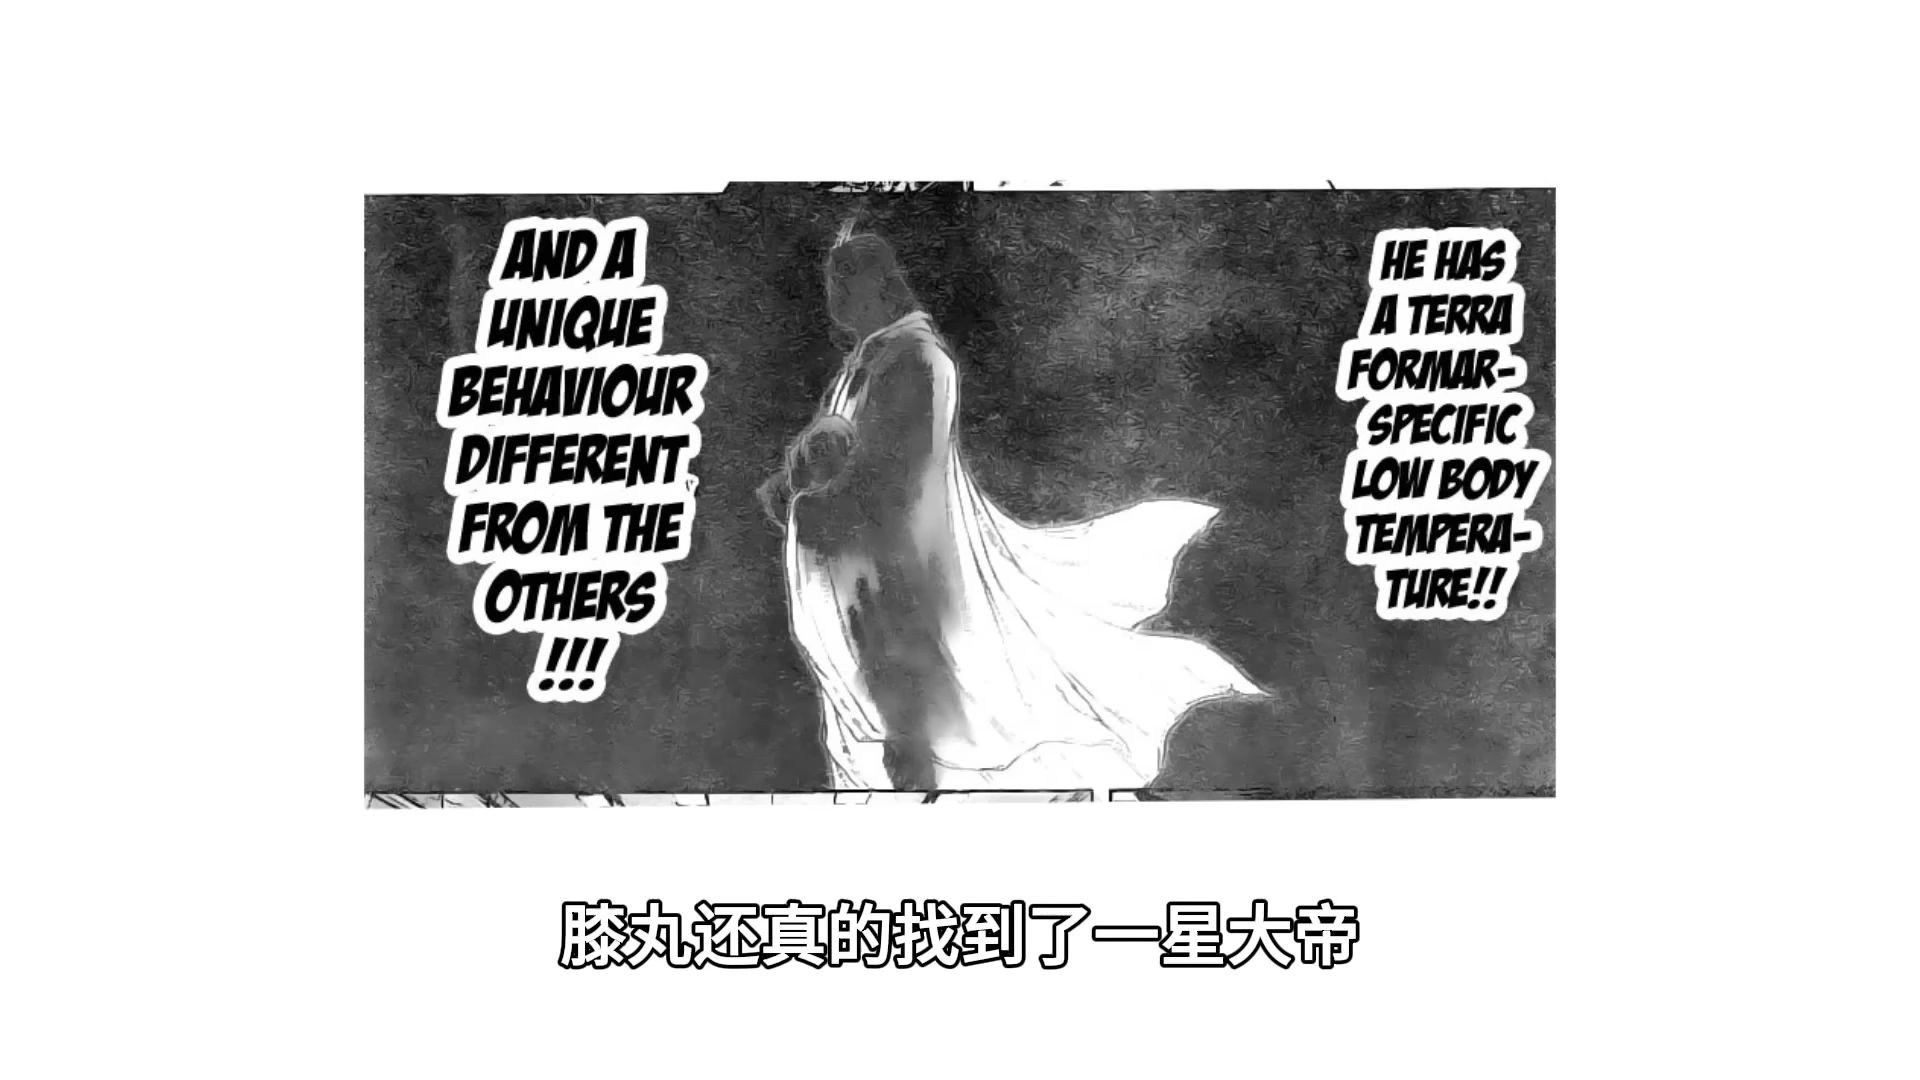 HE HAS
A TERRA
FORMAR-
SPECIFIC
LOW BODY
TEMPERA-
TURE!!
AND A
UNIQUE
BEHAVIOUR
DIFFERENT
FROM THE
OTHERS
!!!
膝丸还真的找到了一星大帝